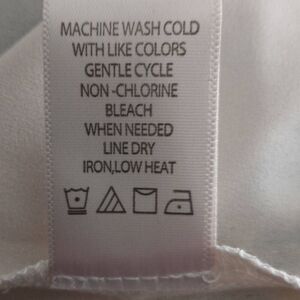 MACHINE WASH COLD
WITH LIKE COLORS
GENTLE CYCLE
NON -CHLORINE
BLEACH
WHEN NEEDED
LINE DRY
IRON,LOW HEAT